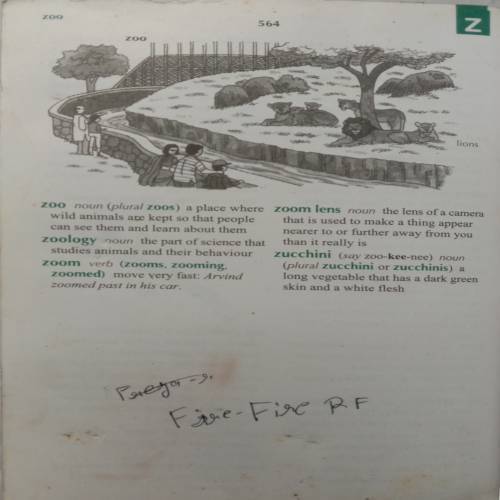 ZOO
564
Z
ZOO
lions
ZOO noun (plural zoos) a place where
wild animals are kept so that people
can see them and learn about them
zoology noun the part of science that
studies animals and their behaviour
zoom verb (zooms, zooming,
zoomed) move very fast: Arvind
zoomed past in his car.
zoom lens noun the lens of a camera
that is used to make a thing appear
nearer to or further away from you
than it really is
zucchini (say zoo-kee-nee) noun
(plural zucchini or zucchinis) a
long vegetable that has a dark green
skin and a white flesh
Fire RF